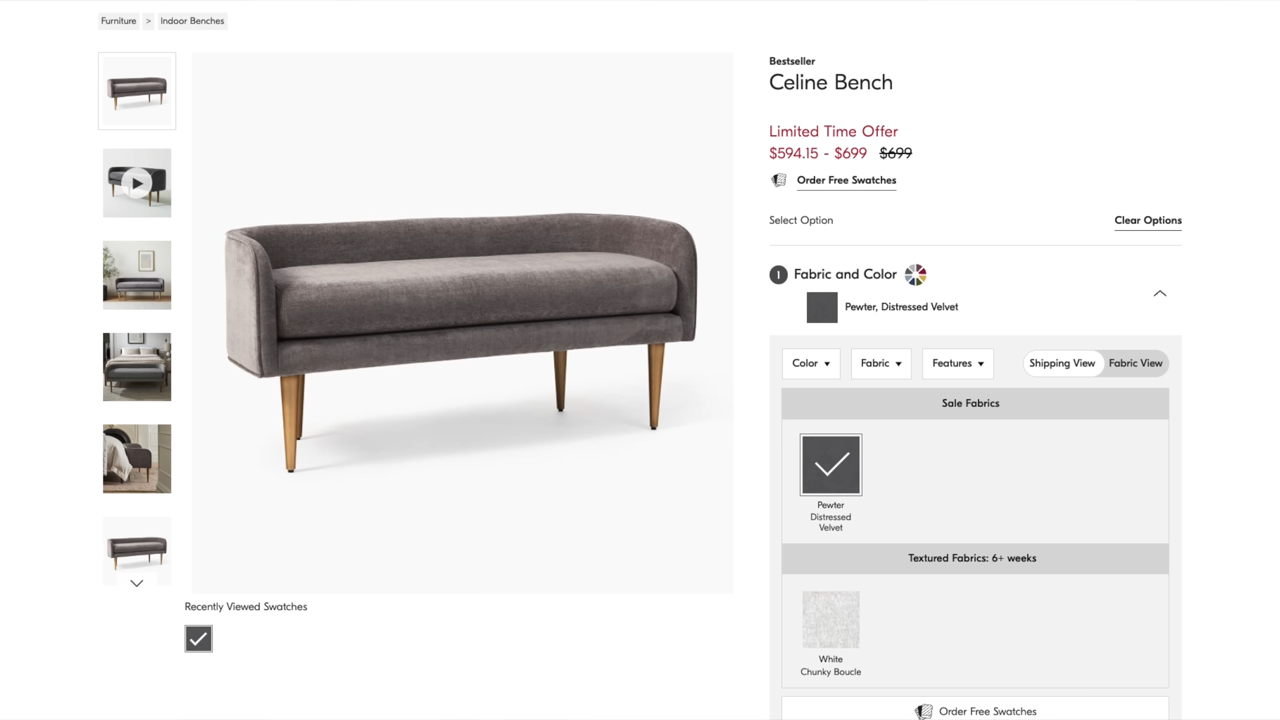 Furniture > Indoor Benches
Bestseller
Celine Bench
Limited Time Offer
$594.15 - $699 $699
Order Free Swatches
Select Option Clear Options
1 Fabric and Color
Pewter, Distressed Velvet
Color Fabric Features Shipping View Fabric View
Sale Fabrics
Pewter
Distressed
Velvet
Textured Fabrics: 6+ weeks
White
Chunky Boucle
Order Free Swatches
Recently Viewed Swatches